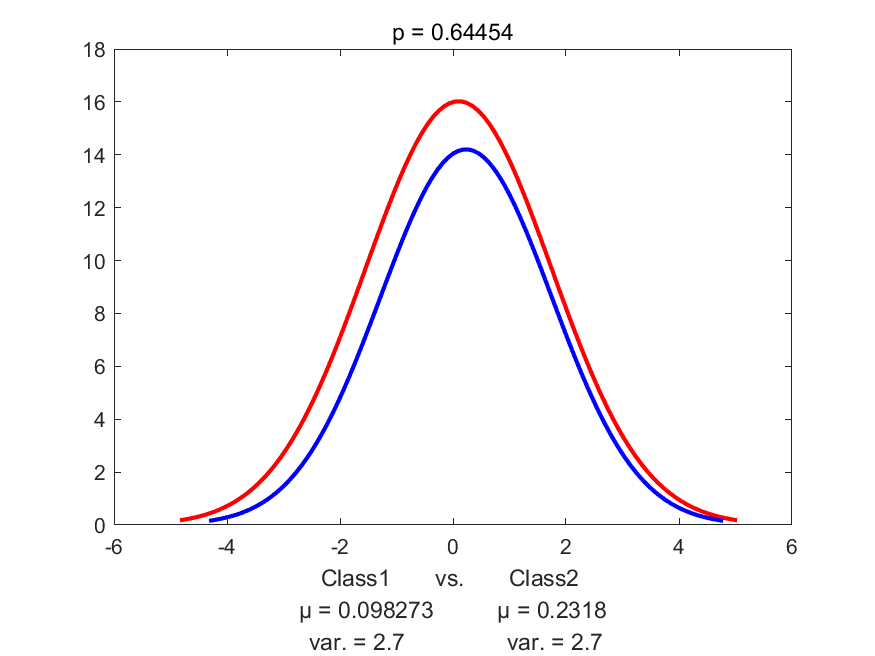 p = 0.64454
18
16
14
12
10
8
6
4
2
0
-6 -4 -2 0 2 4 6
Class1 vs. Class2
μ = 0.098273 μ = 0.2318
var. = 2.7 var. = 2.7